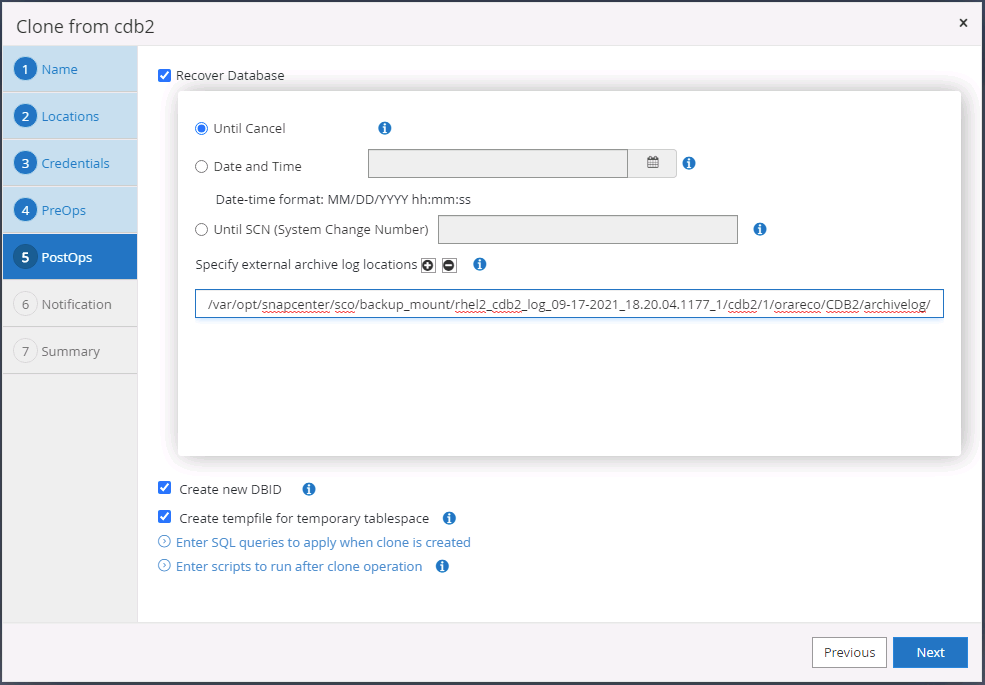 Clone from cdb2
×
1 Name
2 Locations
3 Credentials
4 PreOps
5 PostOps
6 Notification
7 Summary
Recover Database
Until Cancel
Date and Time
Date-time format: MM/DD/YYYY hh:mm:ss
Until SCN (System Change Number)
Specify external archive log locations
/var/opt/snapcenter/sco/backup_mount/rhel2_cdb2_log_09-17-2021_18.20.04.1177_1/cdb2/1/orareco/CDB2/archivelog/
Create new DBID
Create tempfile for temporary tablespace
Enter SQL queries to apply when clone is created
Enter scripts to run after clone operation
Previous Next